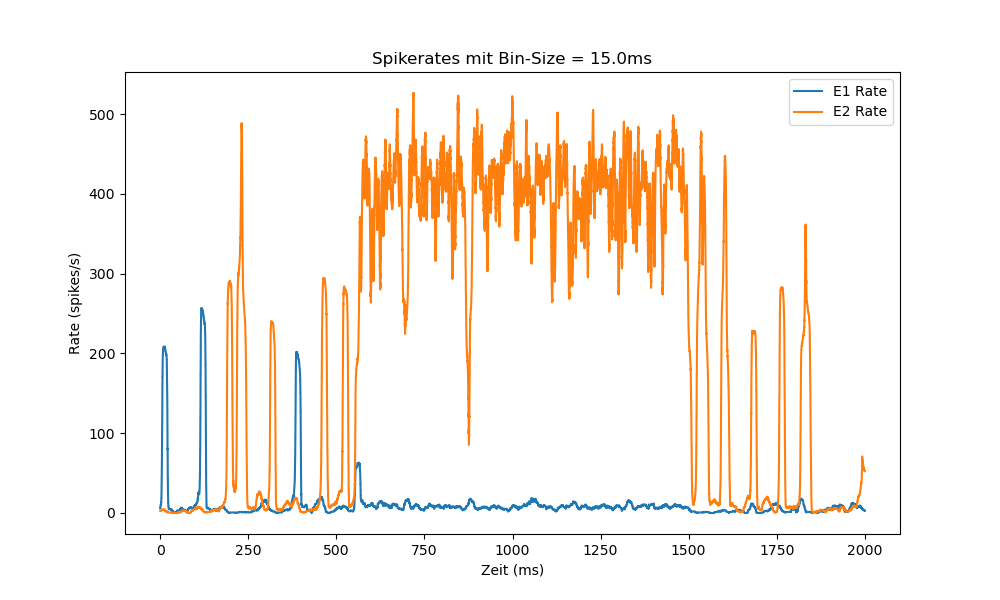 Spikerates mit Bin-Size = 15.0ms
E1 Rate
E2 Rate
500
400
300
200
100
0
Rate (spikes/s)
0 250 500 750 1000 1250 1500 1750 2000
Zeit (ms)